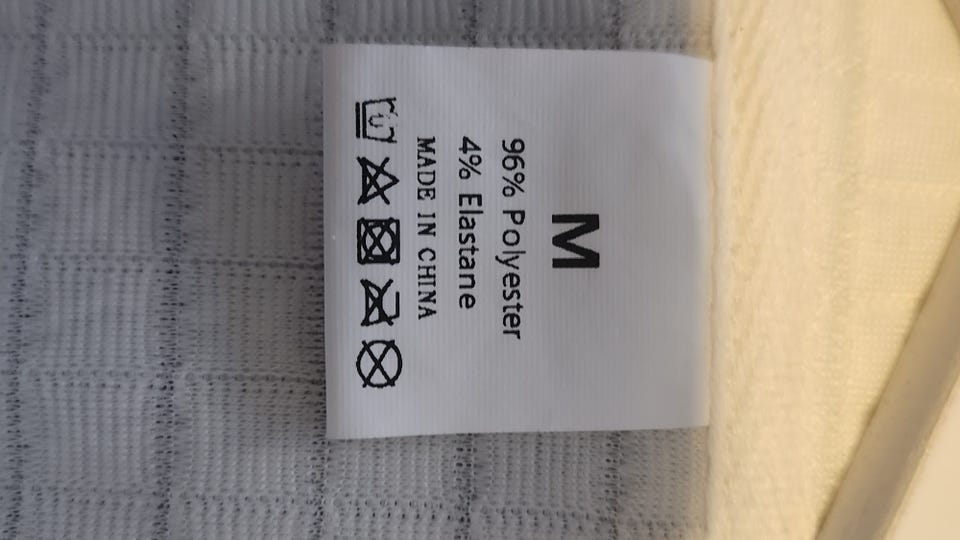 M
96% Polyester
4% Elastane
MADE IN CHINA